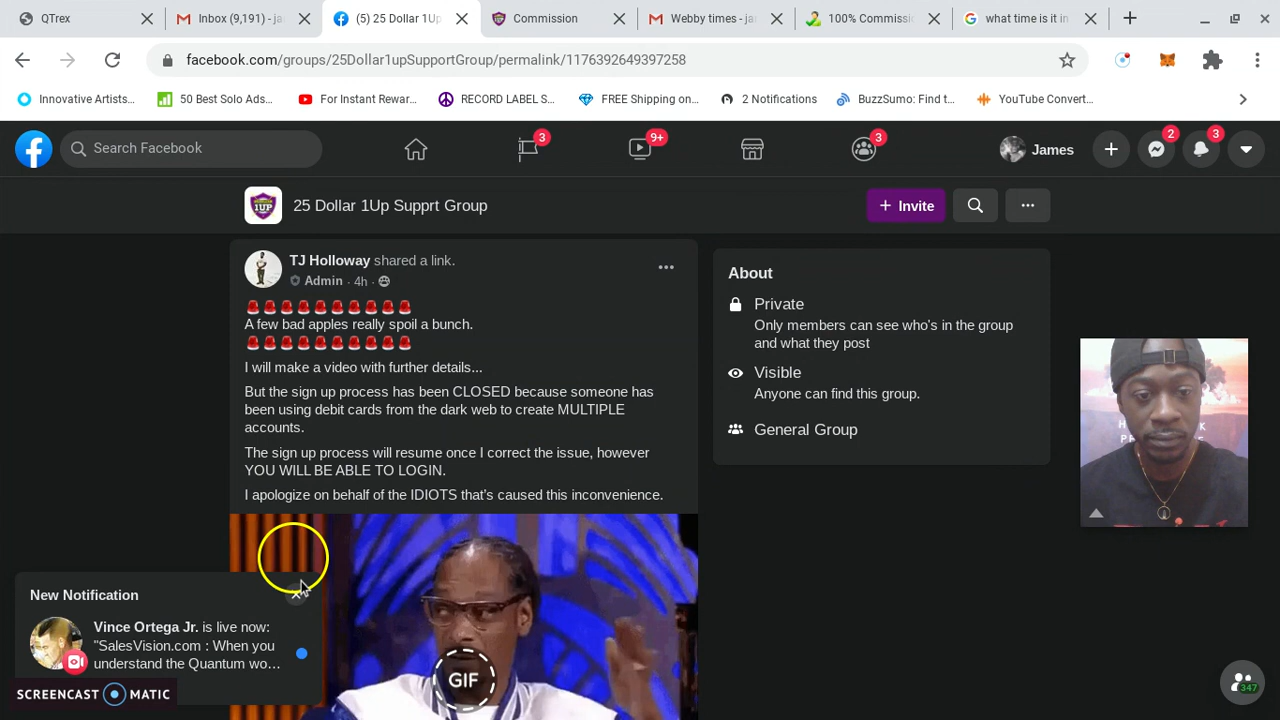 QTrex
Inbox (9,191) - ja
(5) 25 Dollar 1Up
Commission
Webby times - ja
100% Commissi
what time is it in
facebook.com/groups/25Dollar1upSupportGroup/permalink/1176392649397258
Innovative Artists...
50 Best Solo Ads...
For Instant Rewar...
RECORD LABEL S...
FREE Shipping on...
2 Notifications
BuzzSumo: Find t...
YouTube Convert...
Search Facebook
3
9+
3
James
2
3
1UP
25 Dollar 1Up Supprt Group
+ Invite
TJ Holloway shared a link.
Admin · 4h ·
A few bad apples really spoil a bunch.
I will make a video with further details...
But the sign up process has been CLOSED because someone has
been using debit cards from the dark web to create MULTIPLE
accounts.
The sign up process will resume once I correct the issue, however
YOU WILL BE ABLE TO LOGIN.
I apologize on behalf of the IDIOTS that's caused this inconvenience.
GIF
About
Private
Only members can see who's in the group
and what they post
Visible
Anyone can find this group.
General Group
New Notification
Vince Ortega Jr. is live now:
"SalesVision.com : When you
understand the Quantum wo...
SCREENCAST MATIC
347